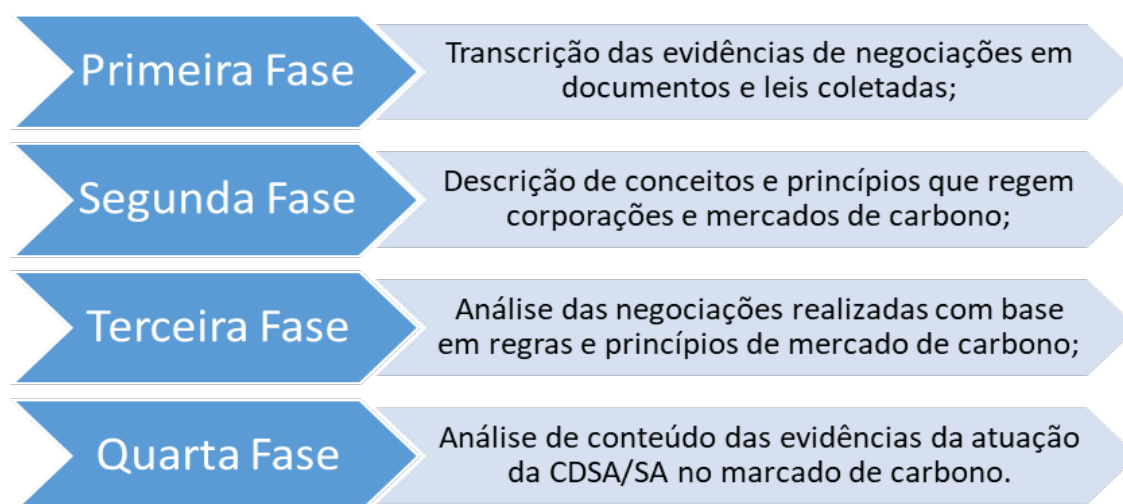 Primeira Fase
Transcrição das evidências de negociações em
documentos e leis coletadas;
Segunda Fase
Descrição de conceitos e princípios que regem
corporações e mercados de carbono;
Terceira Fase
Análise das negociações realizadas com base
em regras e princípios de mercado de carbono;
Quarta Fase
Análise de conteúdo das evidências da atuação
da CDSA/SA no marcado de carbono.